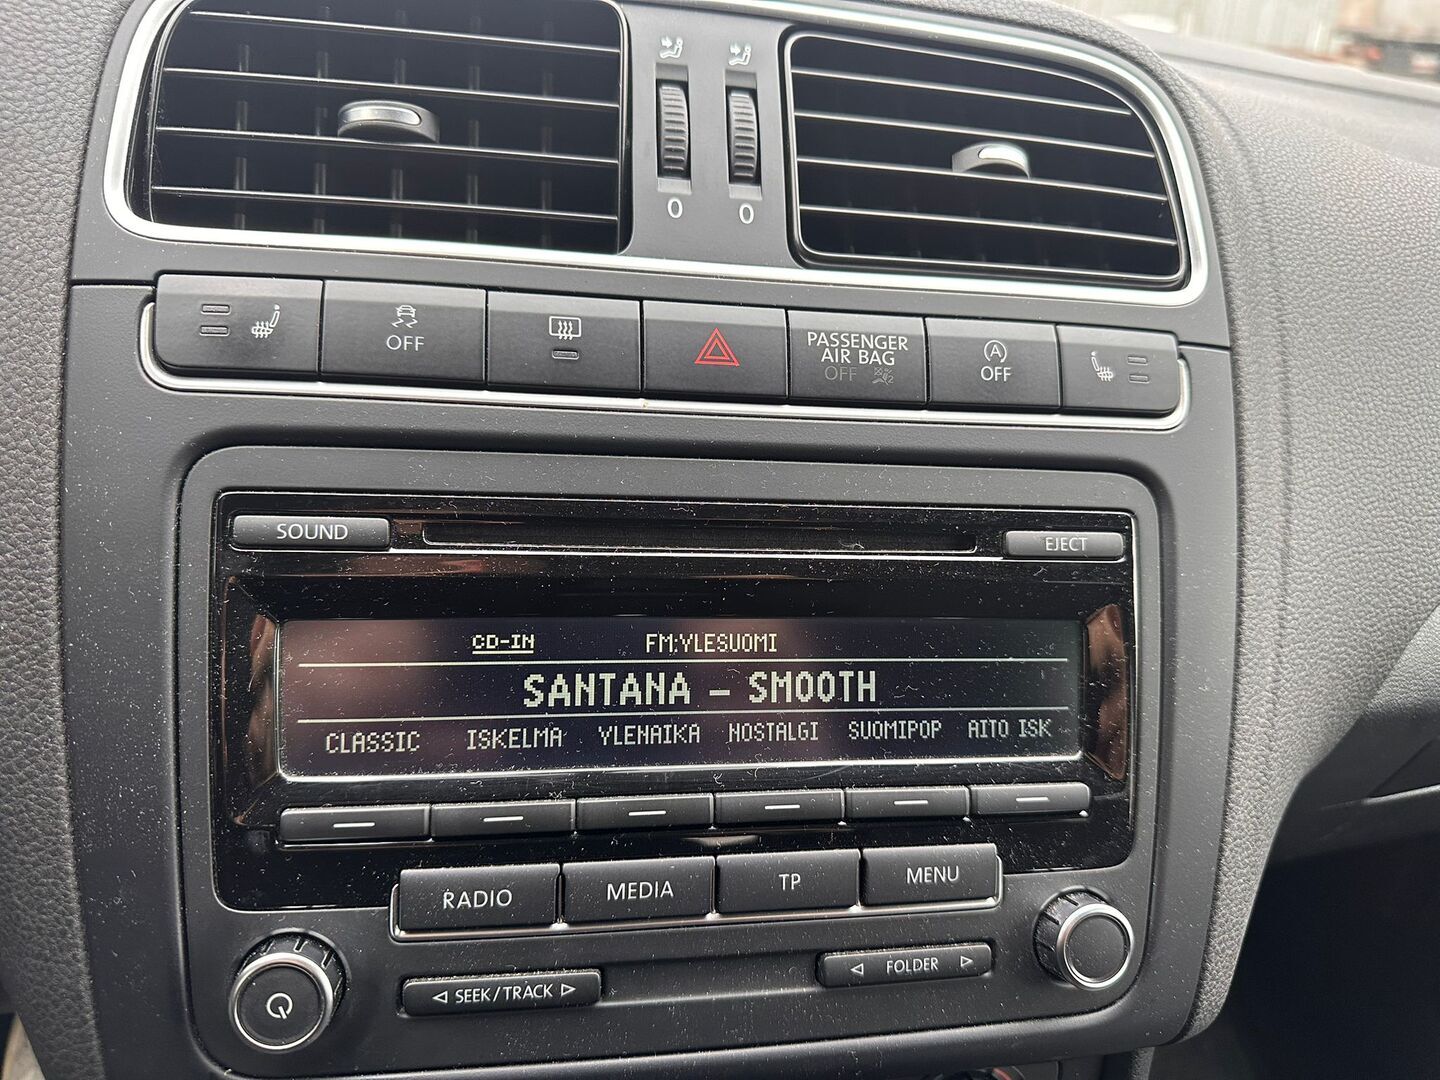 0 0
OFF
PASSENGER
AIR BAG
OFF
OFF
SOUND
EJECT
CD-IN FM:YLESUOMI
SANTANA - SMOOTH
CLASSIC ISKELMÄ YLENAIKA NOSTALGI SUOMIPOP AITO ISK
RADIO MEDIA TP MENU
SEEK/TRACK
FOLDER